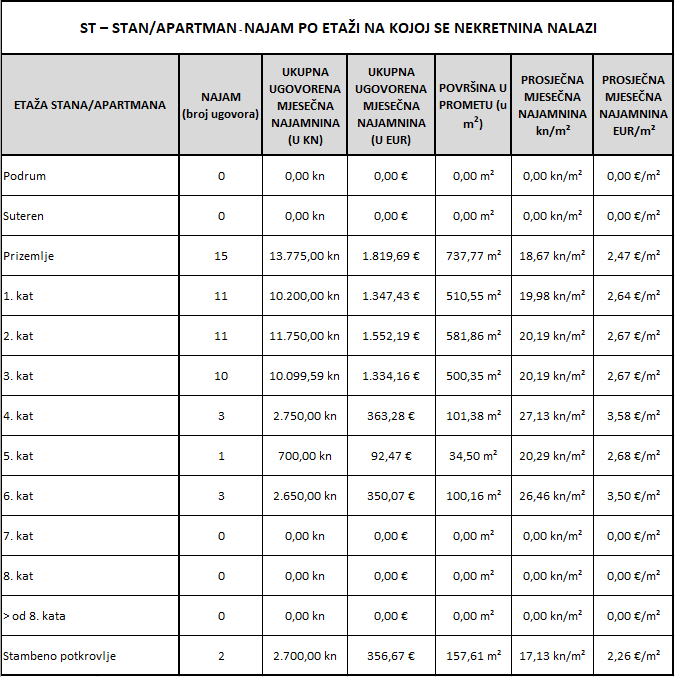 ST – STAN/APARTMAN - NAJAM PO ETAŽI NA KOJOJ SE NEKRETNINA NALAZI
ETAŽA STANA/APARTMANA
NAJAM
(broj ugovora)
UKUPNA
UGOVORENA
MJESEČNA
NAJAMNINA
(U KN)
UKUPNA
UGOVORENA
MJESEČNA
NAJAMNINA
(U EUR)
POVRŠINA U
PROMETU (u
m²)
PROSJEČNA
MJESEČNA
NAJAMNINA
kn/m²
PROSJEČNA
MJESEČNA
NAJAMNINA
EUR/m²
Podrum 0 0,00 kn 0,00 € 0,00 m² 0,00 kn/m² 0,00 €/m²
Suteren 0 0,00 kn 0,00 € 0,00 m² 0,00 kn/m² 0,00 €/m²
Prizemlje 15 13.775,00 kn 1.819,69 € 737,77 m² 18,67 kn/m² 2,47 €/m²
1. kat 11 10.200,00 kn 1.347,43 € 510,55 m² 19,98 kn/m² 2,64 €/m²
2. kat 11 11.750,00 kn 1.552,19 € 581,86 m² 20,19 kn/m² 2,67 €/m²
3. kat 10 10.099,59 kn 1.334,16 € 500,35 m² 20,19 kn/m² 2,67 €/m²
4. kat 3 2.750,00 kn 363,28 € 101,38 m² 27,13 kn/m² 3,58 €/m²
5. kat 1 700,00 kn 92,47 € 34,50 m² 20,29 kn/m² 2,68 €/m²
6. kat 3 2.650,00 kn 350,07 € 100,16 m² 26,46 kn/m² 3,50 €/m²
7. kat 0 0,00 kn 0,00 € 0,00 m² 0,00 kn/m² 0,00 €/m²
8. kat 0 0,00 kn 0,00 € 0,00 m² 0,00 kn/m² 0,00 €/m²
> od 8. kata 0 0,00 kn 0,00 € 0,00 m² 0,00 kn/m² 0,00 €/m²
Stambeno potkrovlje 2 2.700,00 kn 356,67 € 157,61 m² 17,13 kn/m² 2,26 €/m²